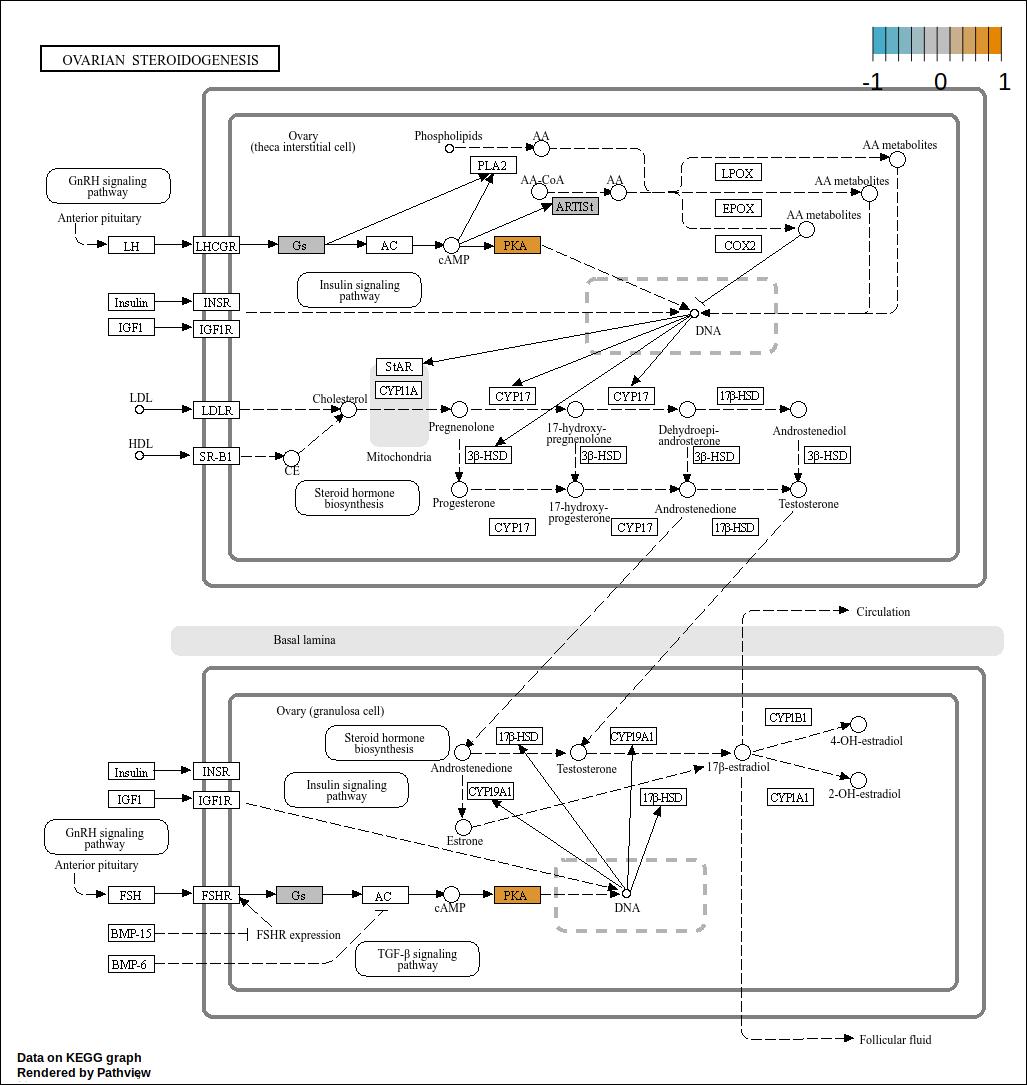 OVARIAN STEROIDOGENESIS
-1 0 1
Ovary
(theca interstitial cell)
Phospholipids
AA
AA metabolites
PLA2
LPOX
GnRH signaling
pathway
AA-CoA
AA
AA metabolites
ARTISt
EPOX
Anterior pituitary
AA metabolites
LH
LHCGR
Gs
AC
cAMP
PKA
COX2
Insulin signaling
pathway
Insulin
INSR
IGF1
IGF1R
DNA
StAR
CYP11A
LDL
LDLR
Cholesterol
CYP17
CYP17
17β-HSD
Pregnenolone
17-hydroxy-
pregnenolone
Dehydroepi-
androsterone
Androstenediol
HDL
SR-B1
CE
Mitochondria
3β-HSD
3β-HSD
3β-HSD
3β-HSD
Steroid hormone
biosynthesis
Progesterone
17-hydroxy-
progesterone
Androstenedione
Testosterone
CYP17
CYP17
17β-HSD
Circulation
Basal lamina
Ovary (granulosa cell)
Steroid hormone
biosynthesis
17β-HSD
CYP19A1
CYP1B1
4-OH-estradiol
Androstenedione
Testosterone
17β-estradiol
Insulin
INSR
Insulin signaling
pathway
CYP19A1
17β-HSD
CYP1A1
2-OH-estradiol
IGF1
IGF1R
GnRH signaling
pathway
Estrone
Anterior pituitary
FSH
FSHR
Gs
AC
cAMP
PKA
DNA
BMP-15
FSHR expression
BMP-6
TGF-β signaling
pathway
Follicular fluid
Data on KEGG graph
Rendered by Pathview